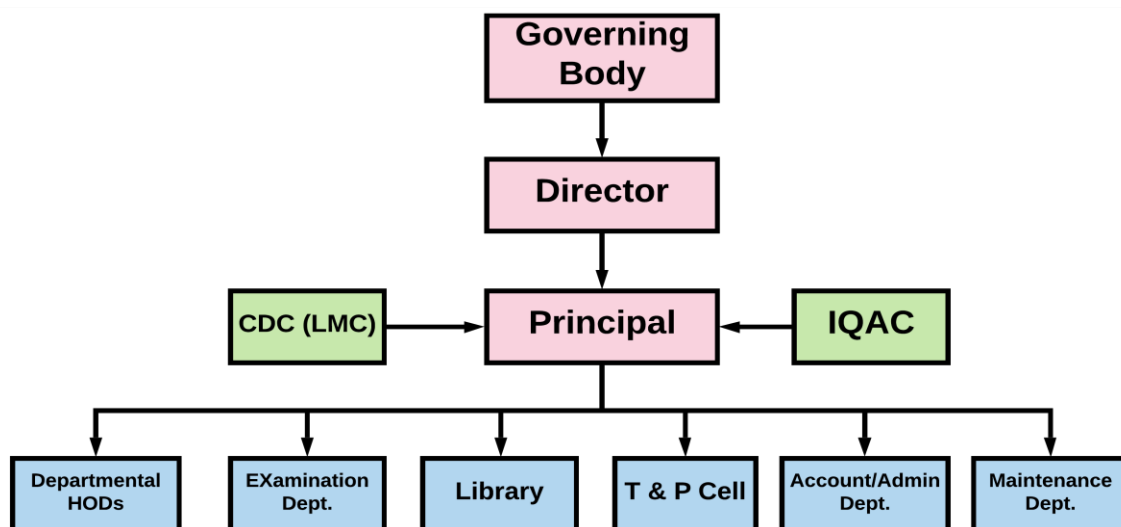 Governing
Body
Director
CDC (LMC)
Principal
IQAC
Departmental
HODs
EXamination
Dept.
Library
T & P Cell
Account/Admin
Dept.
Maintenance
Dept.